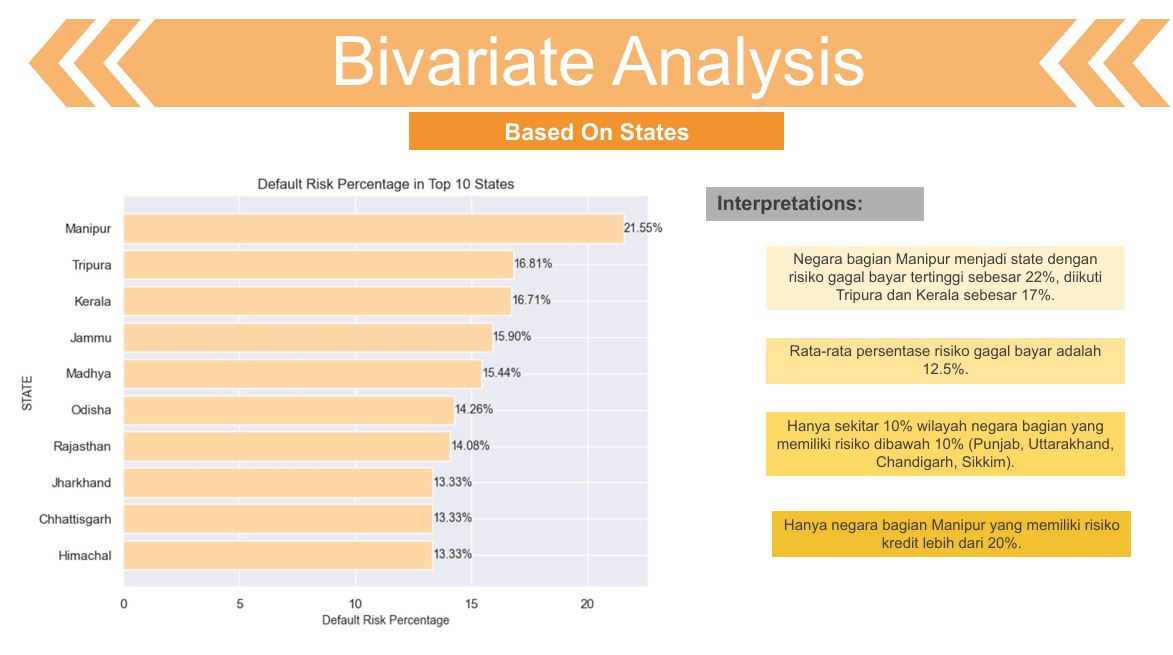 Bivariate Analysis
Based On States
Default Risk Percentage in Top 10 States
STATE
Manipur 21.55%
Tripura 16.81%
Kerala 16.71%
Jammu 15.90%
Madhya 15.44%
Odisha 14.26%
Rajasthan 14.08%
Jharkhand 13.33%
Chhattisgarh 13.33%
Himachal 13.33%
0 5 10 15 20
Default Risk Percentage
Interpretations:
Negara bagian Manipur menjadi state dengan
risiko gagal bayar tertinggi sebesar 22%, diikuti
Tripura dan Kerala sebesar 17%.
Rata-rata persentase risiko gagal bayar adalah
12.5%.
Hanya sekitar 10% wilayah negara bagian yang
memiliki risiko dibawah 10% (Punjab, Uttarakhand,
Chandigarh, Sikkim).
Hanya negara bagian Manipur yang memiliki risiko
kredit lebih dari 20%.